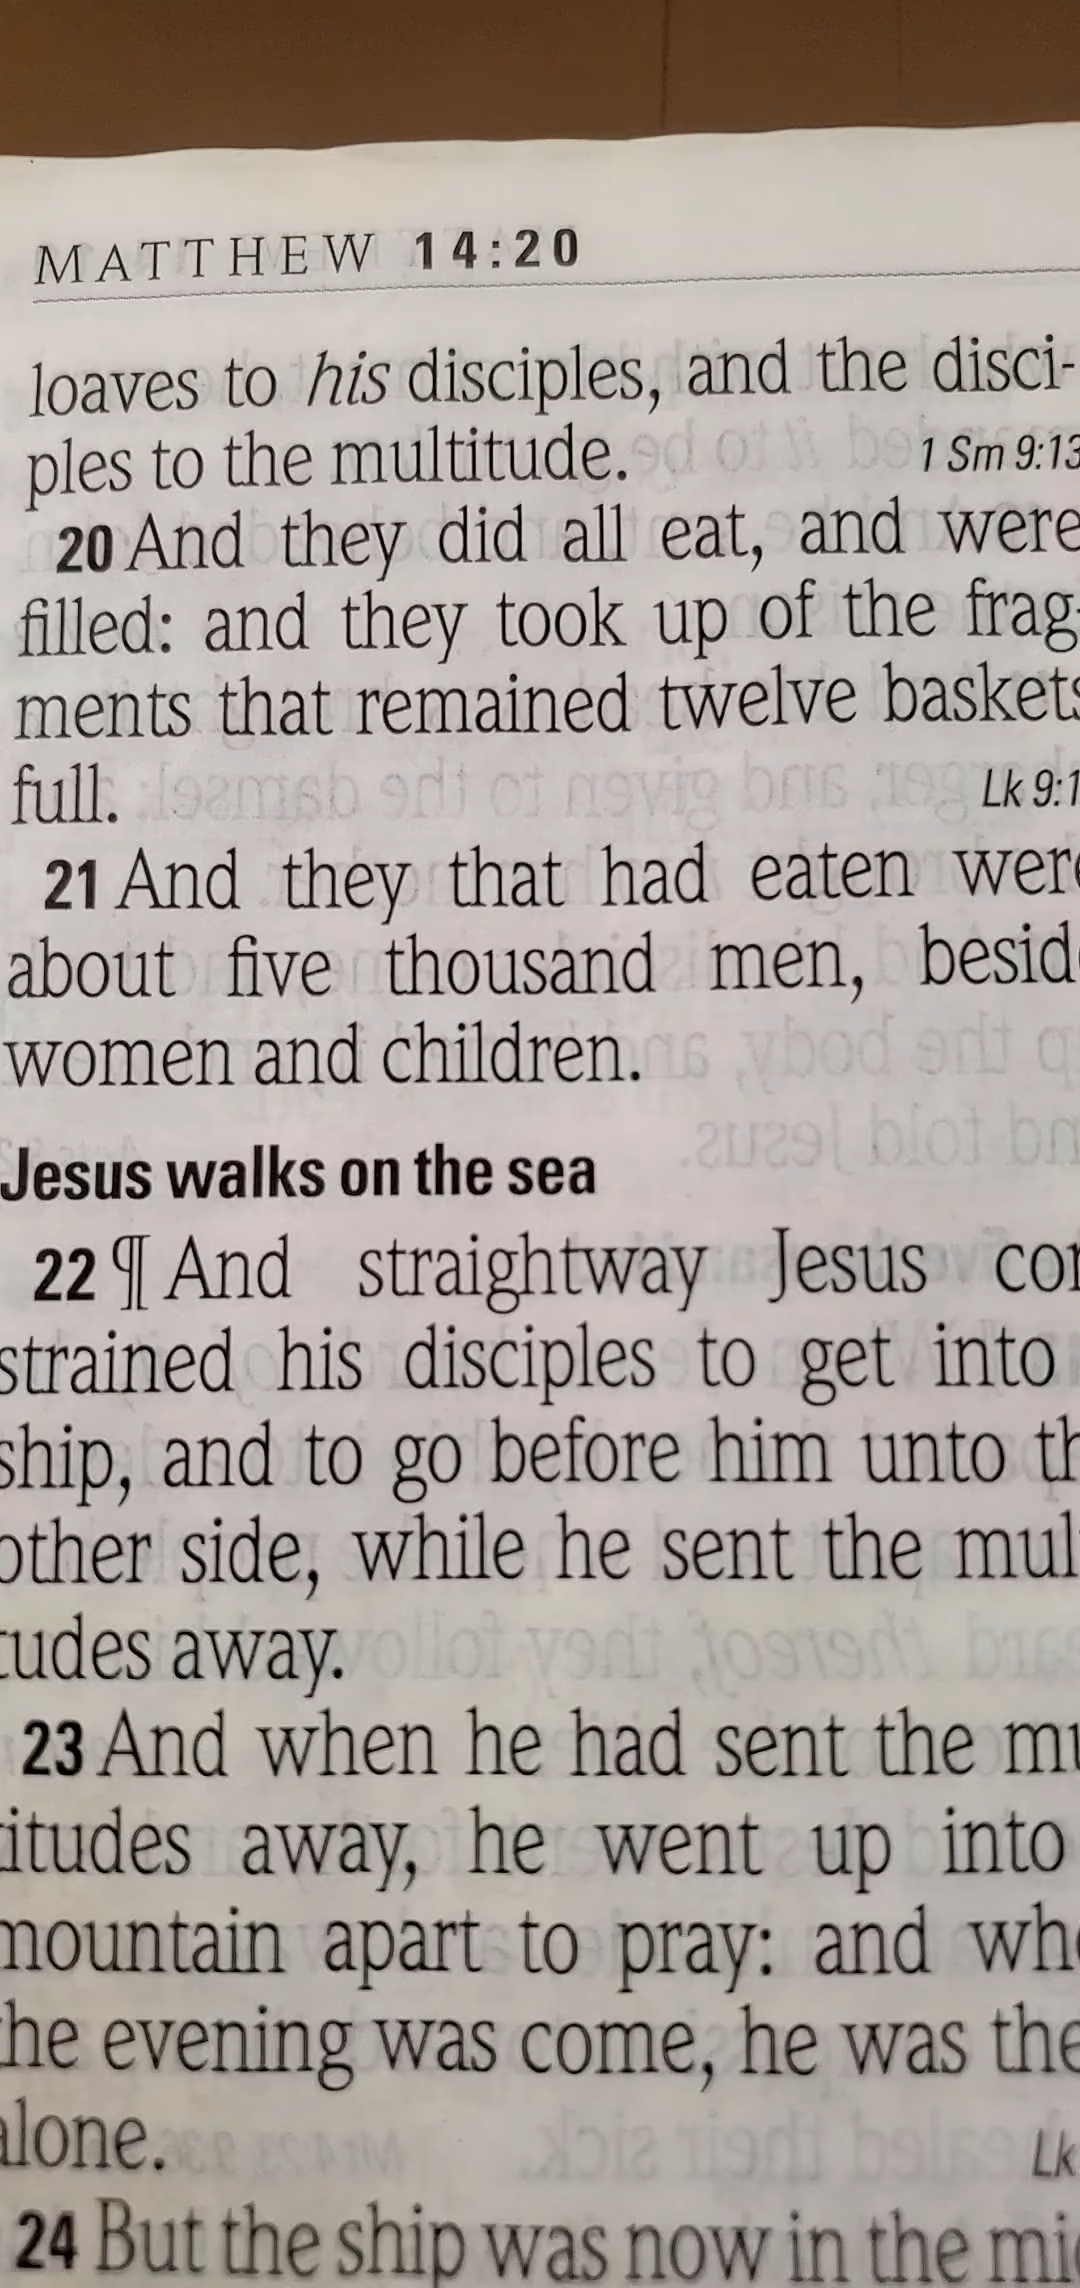 MATTHEW 14:20
loaves to his disciples, and the disci-
ples to the multitude. 1 Sm 9:13
20 And they did all eat, and were
filled: and they took up of the frag-
ments that remained twelve baskets
full. Lk 9:1
21 And they that had eaten were
about five thousand men, beside
women and children.
Jesus walks on the sea
22 ¶ And straightway Jesus con
strained his disciples to get into
ship, and to go before him unto th
other side, while he sent the mul
tudes away.
23 And when he had sent the mu
titudes away, he went up into
mountain apart to pray: and whe
the evening was come, he was the
alone. Lk
24 But the ship was now in the mid